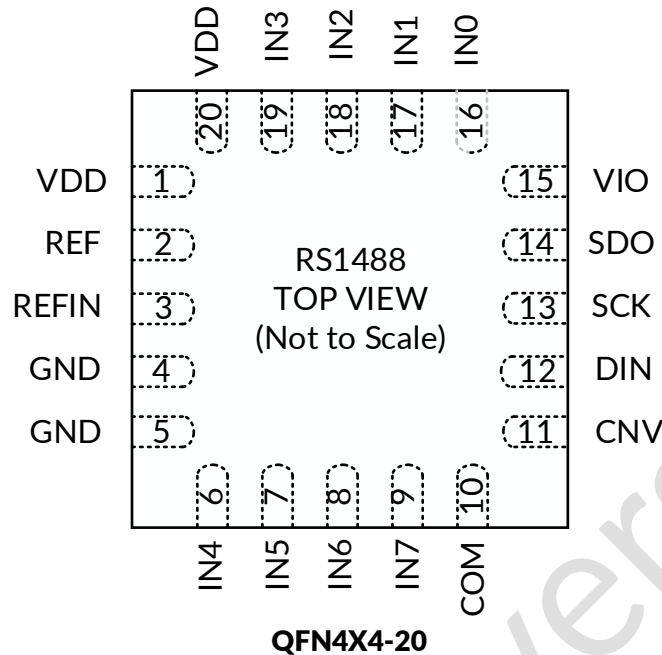 VDD
IN3
IN2
IN1
IN0
20
19
18
17
16
VDD 1
15 VIO
REF 2
14 SDO
REFIN 3
13 SCK
GND 4
12 DIN
GND 5
11 CNV
RS1488
TOP VIEW
(Not to Scale)
6
7
8
9
10
IN4
IN5
IN6
IN7
COM
QFN4X4-20